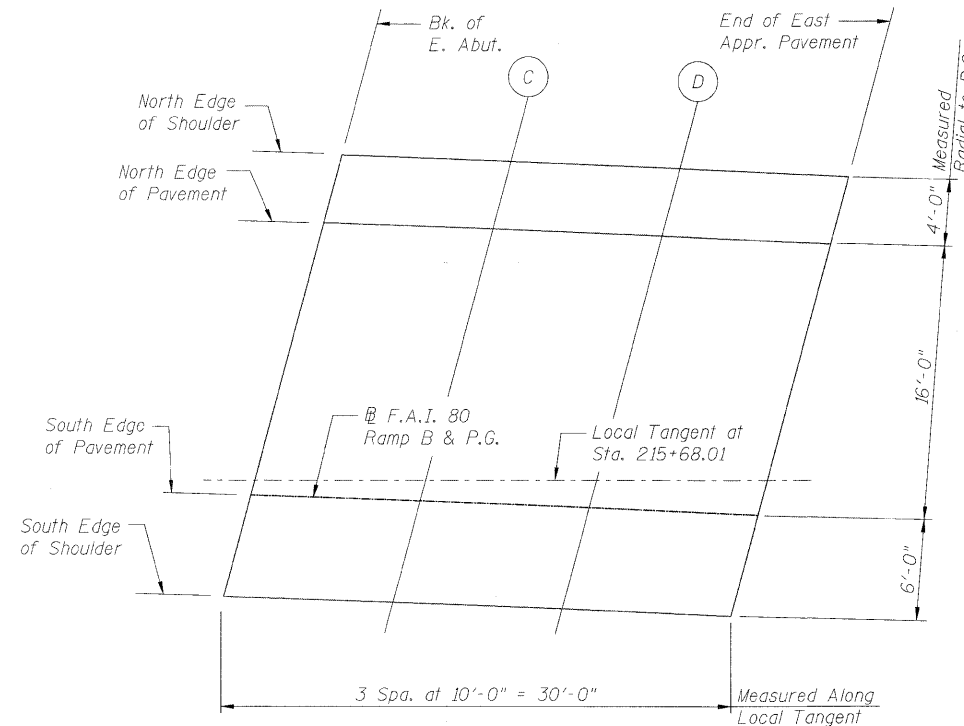 Bk. of
E. Abut.
End of East
Appr. Pavement
C
D
North Edge
of Shoulder
North Edge
of Pavement
Measured
Radial to
4'-0"
16'-0"
6'-0"
South Edge
of Pavement
℄ F.A.I. 80
Ramp B & P.G.
Local Tangent at
Sta. 215+68.01
South Edge
of Shoulder
3 Spa. at 10'-0" = 30'-0"
Measured Along
Local Tangent